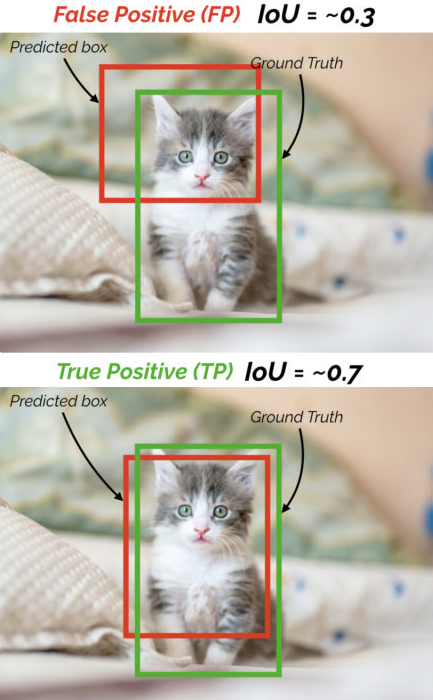 False Positive (FP) IoU = ~0.3
Predicted box
Ground Truth
True Positive (TP) IoU = ~0.7
Predicted box
Ground Truth